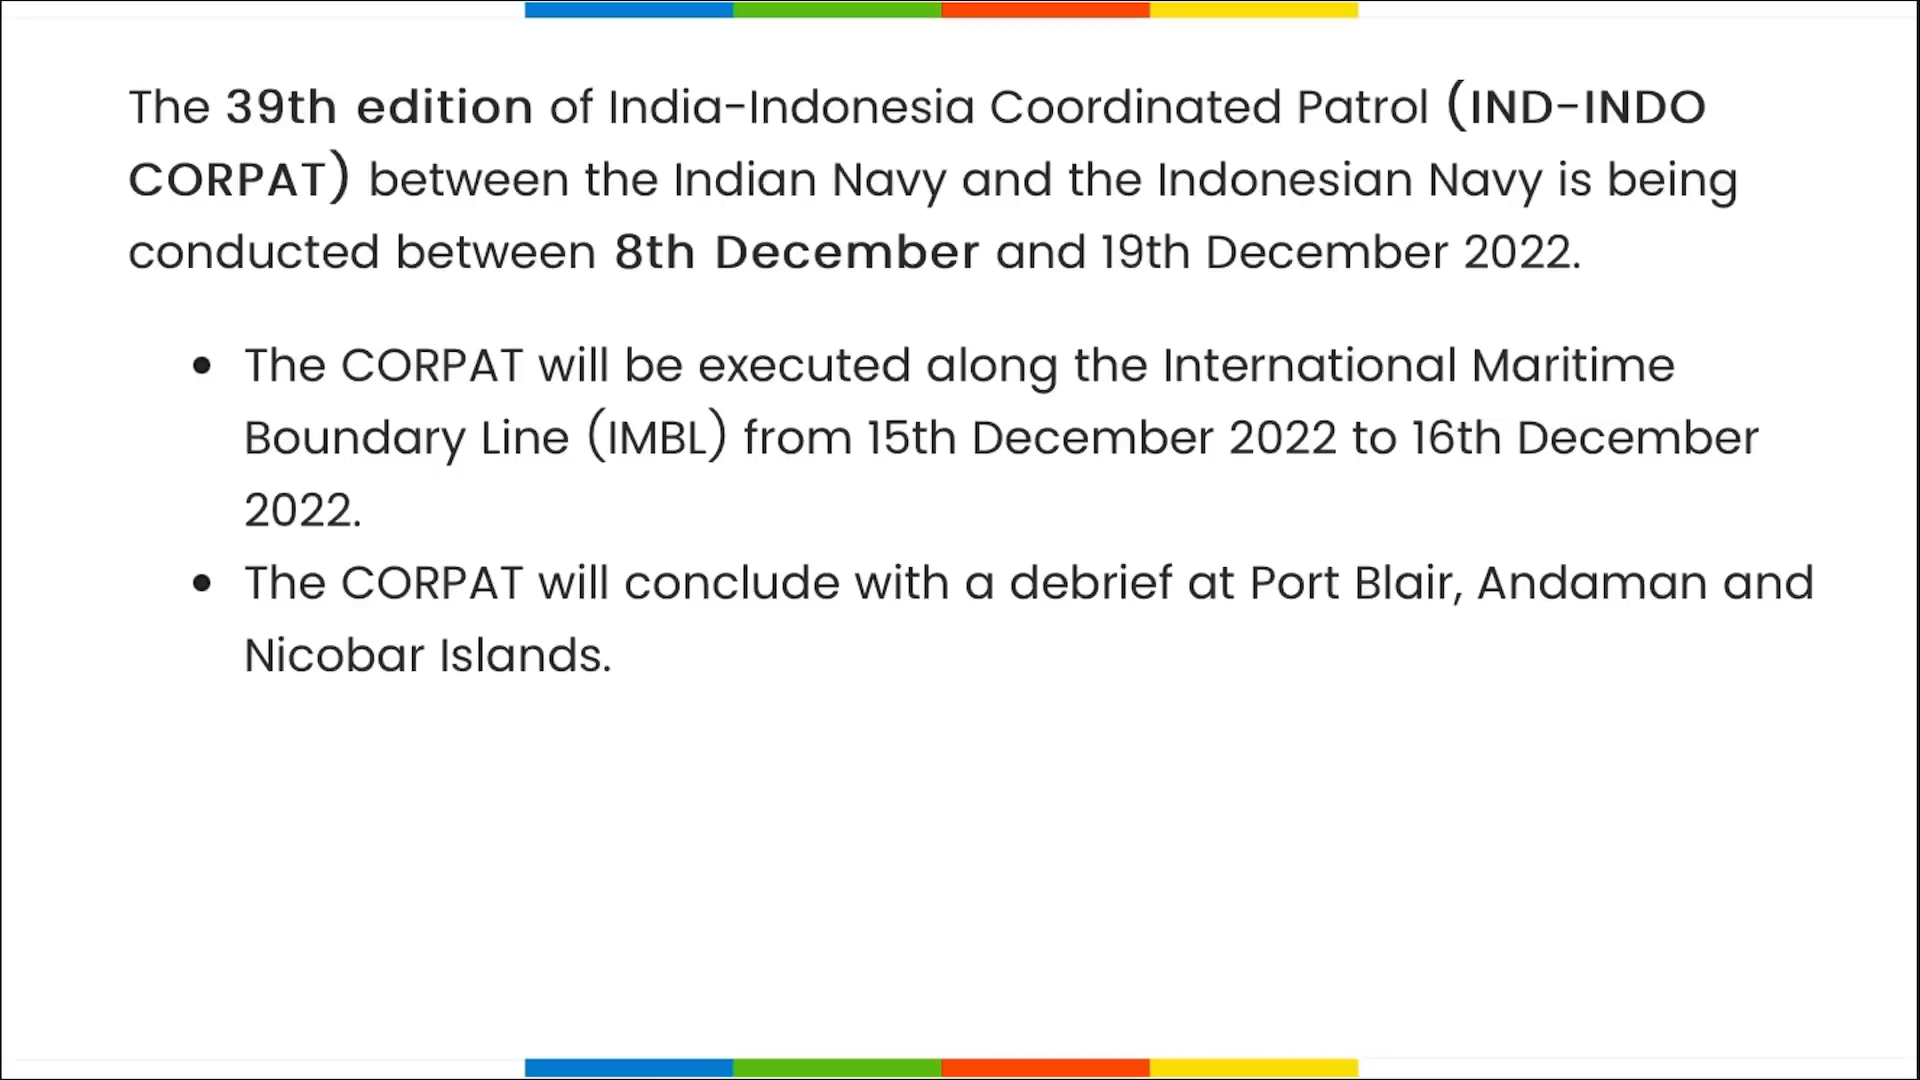 The 39th edition of India-Indonesia Coordinated Patrol (IND-INDO
CORPAT) between the Indian Navy and the Indonesian Navy is being
conducted between 8th December and 19th December 2022.
• The CORPAT will be executed along the International Maritime
Boundary Line (IMBL) from 15th December 2022 to 16th December
2022.
• The CORPAT will conclude with a debrief at Port Blair, Andaman and
Nicobar Islands.